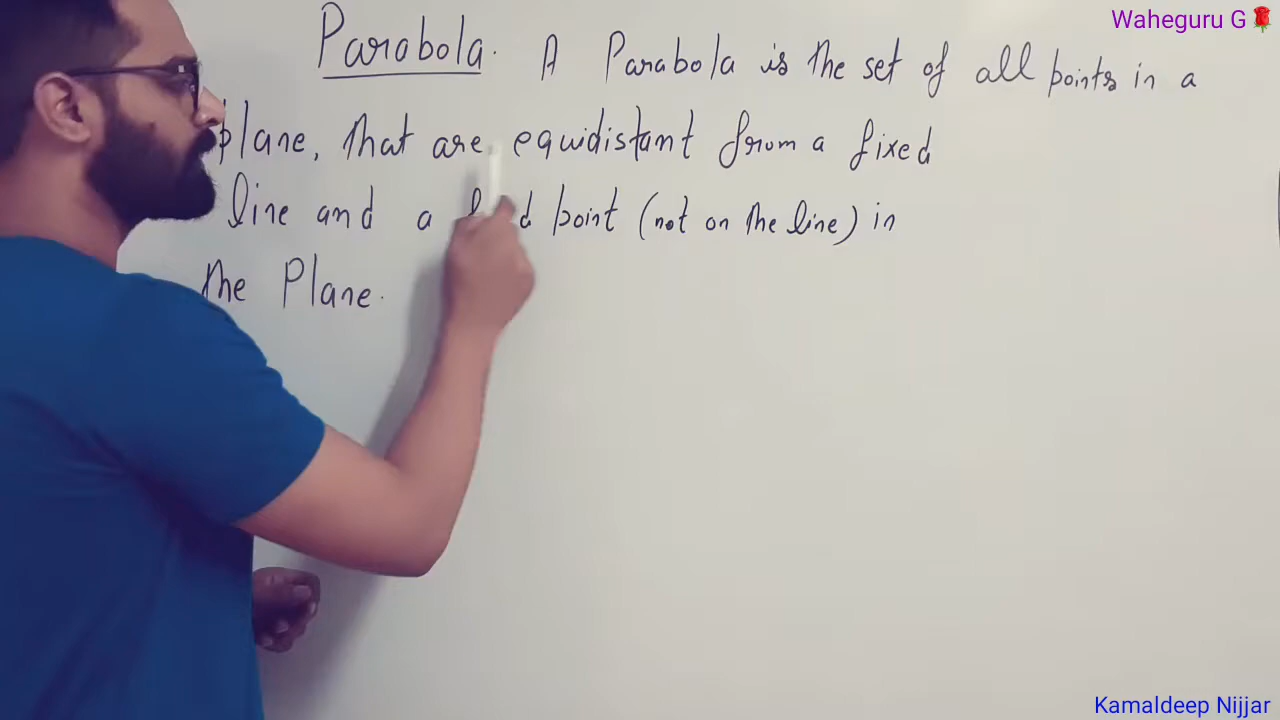 Waheguru G🌹
Parabola. A Parabola is the set of all points in a
plane, that are equidistant from a fixed
line and a point (not on the line) in
the Plane.
Kamaldeep Nijjar